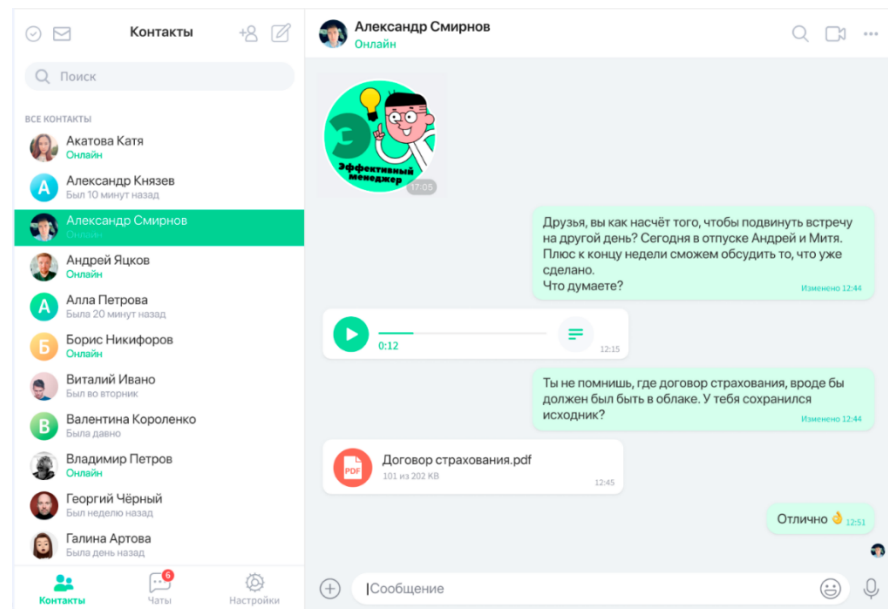 Контакты
Поиск
ВСЕ КОНТАКТЫ
Акатова Катя
Онлайн
Александр Князев
Был 10 минут назад
Александр Смирнов
Онлайн
Андрей Яцков
Онлайн
Алла Петрова
Была 20 минут назад
Борис Никифоров
Онлайн
Виталий Ивано
Был во вторник
Валентина Короленко
Была давно
Владимир Петров
Онлайн
Георгий Чёрный
Был неделю назад
Галина Артова
Была день назад
А
А
Б
В
6
Контакты
Чаты
Настройки
Александр Смирнов
Онлайн
Э
Эффективный
менеджер
17:05
Друзья, вы как насчёт того, чтобы подвинуть встречу
на другой день? Сегодня в отпуске Андрей и Митя.
Плюс к концу недели сможем обсудить то, что уже
сделано.
Что думаете?
Изменено 12:44
0:12
12:15
Ты не помнишь, где договор страхования, вроде бы
должен был быть в облаке. У тебя сохранился
исходник?
Изменено 12:44
PDF
Договор страхования.pdf
101 из 202 KB
12:45
Отлично 👌 12:51
Сообщение